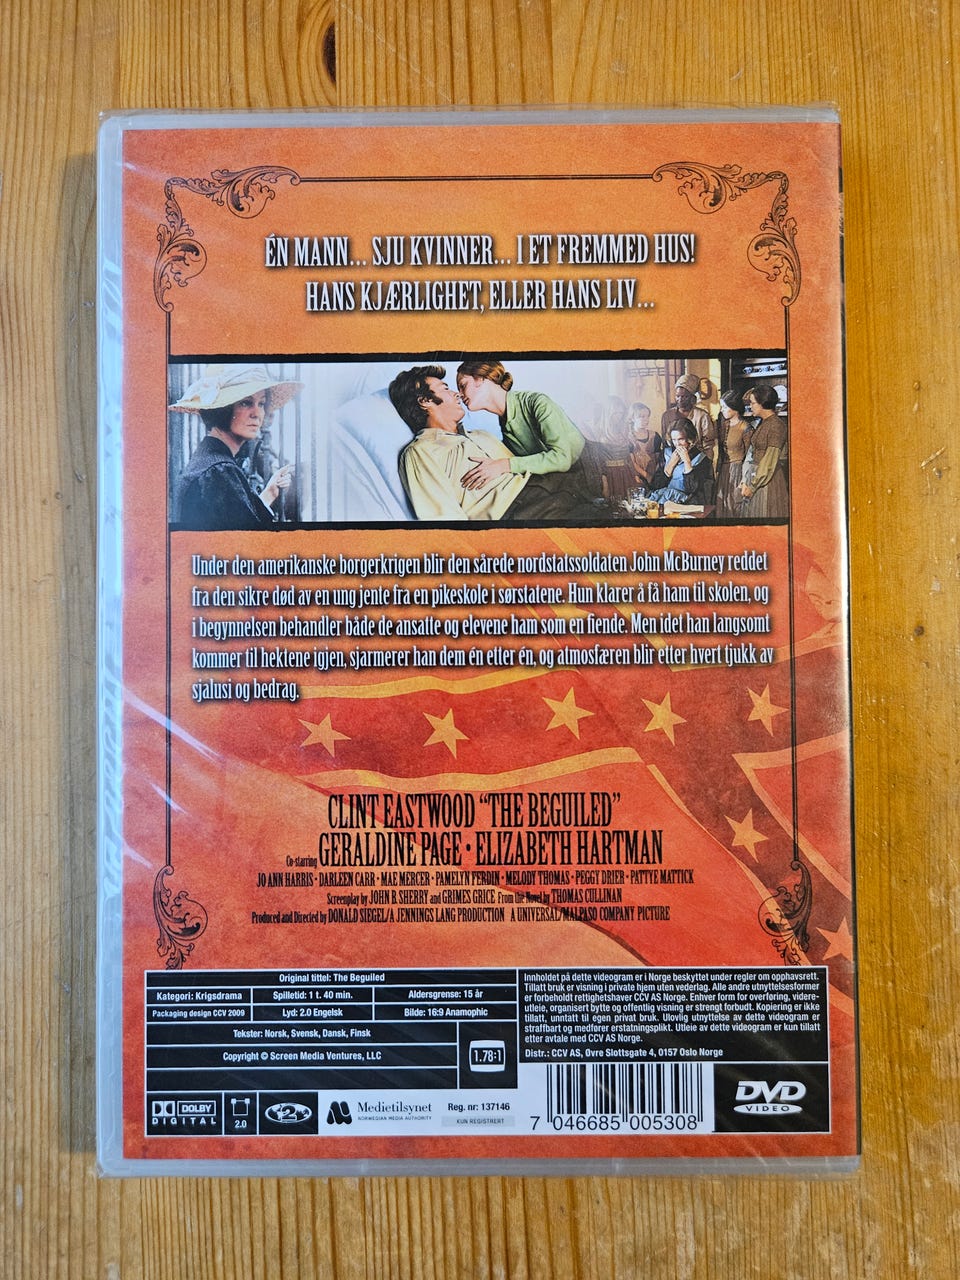 ÉN MANN... SJU KVINNER... I ET FREMMED HUS!
HANS KJÆRLIGHET, ELLER HANS LIV...
Under den amerikanske borgerkrigen blir den sårede nordstatssoldaten John McBurney reddet
fra den sikre død av en ung jente fra en pikeskole i sørstatene. Hun klarer å få ham til skolen, og
i begynnelsen behandler både de ansatte og elevene ham som en fiende. Men idet han langsomt
kommer til hektene igjen, sjarmerer han dem én etter én, og atmosfæren blir etter hvert tjukk av
sjalusi og bedrag.
CLINT EASTWOOD "THE BEGUILED"
Co-starring GERALDINE PAGE • ELIZABETH HARTMAN
JO ANN HARRIS • DARLEEN CARR • MAE MERCER • PAMELYN FERDIN • MELODY THOMAS • PEGGY DRIER • PATTYE MATTICK
Screenplay by JOHN B. SHERRY and GRIMES GRICE From the Novel by THOMAS CULLINAN
Produced and Directed by DONALD SIEGEL/A JENNINGS LANG PRODUCTION A UNIVERSAL/MALPASO COMPANY PICTURE
Original tittel: The Beguiled
Kategori: Krigsdrama
Spilletid: 1 t. 40 min.
Aldersgrense: 15 år
Packaging design CCV 2009
Lyd: 2.0 Engelsk
Bilde: 16:9 Anamophic
Tekster: Norsk, Svensk, Dansk, Finsk
Copyright © Screen Media Ventures, LLC
1.78:1
Innholdet på dette videogram er i Norge beskyttet under regler om opphavsrett.
Tillatt bruk er visning i private hjem uten vederlag. Alle andre utnyttelsesformer
er forbeholdt rettighetshaver CCV AS Norge. Enhver form for overføring, videre-
utleie, organisert bytte og offentlig visning er strengt forbudt. Kopiering er ikke
tillatt, unntatt til egen privat bruk. Ulovlig utnyttelse av dette videogram er
straffbart og medfører erstatningsplikt. Utleie av dette videogram er kun tillatt
etter avtale med CCV AS Norge.
Distr.: CCV AS, Øvre Slottsgate 4, 0157 Oslo Norge
DOLBY
DIGITAL
2.0
2
Medietilsynet
NORWEGIAN MEDIA AUTHORITY
Reg. nr: 137146
KUN REGISTRERT
7 046685 005308
DVD
VIDEO